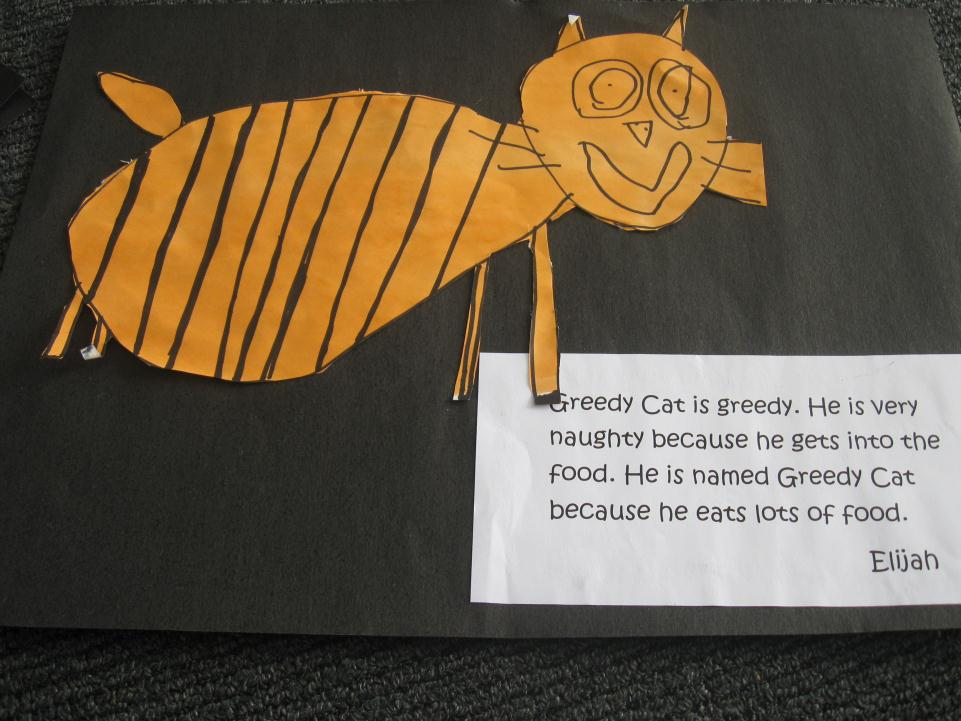 Greedy Cat is greedy. He is very
naughty because he gets into the
food. He is named Greedy Cat
because he eats lots of food.
Elijah